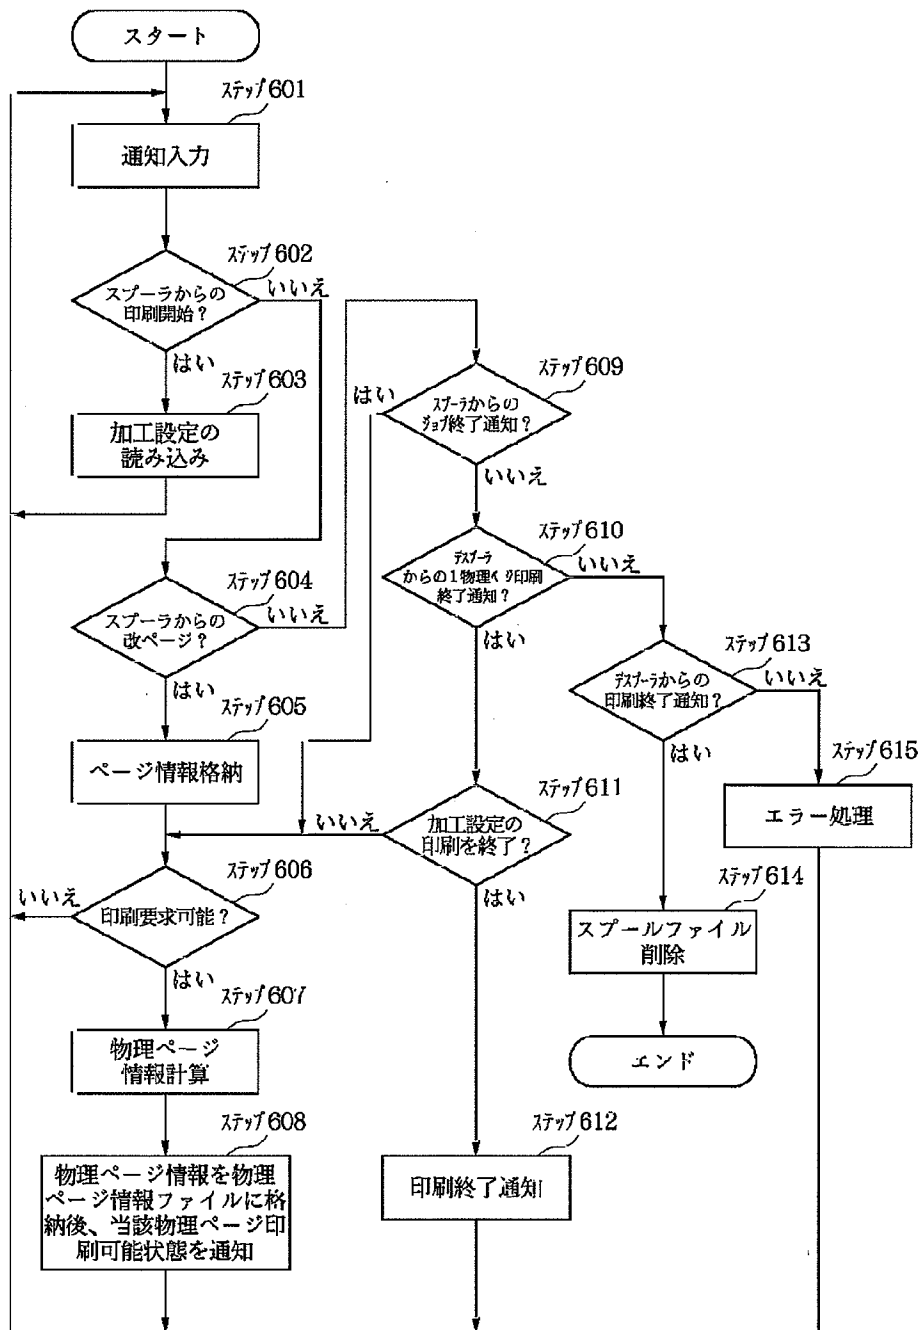 スタート
ステップ601
通知入力
ステップ602
スプーラからの
印刷開始？
いいえ
はい
ステップ603
加工設定の
読み込み
ステップ604
スプーラからの
改ページ？
いいえ
はい
ステップ605
ページ情報格納
ステップ606
印刷要求可能？
いいえ
はい
ステップ607
物理ページ
情報計算
ステップ608
物理ページ情報を物理
ページ情報ファイルに格
納後、当該物理ページ印
刷可能状態を通知
ステップ609
スプーラからの
ジョブ終了通知？
はい
いいえ
ステップ610
デスプーラ
からの1物理ページ印刷
終了通知？
いいえ
はい
ステップ611
加工設定の
印刷を終了？
いいえ
はい
ステップ612
印刷終了通知
ステップ613
デスプーラからの
印刷終了通知？
いいえ
はい
ステップ614
スプールファイル
削除
エンド
ステップ615
エラー処理